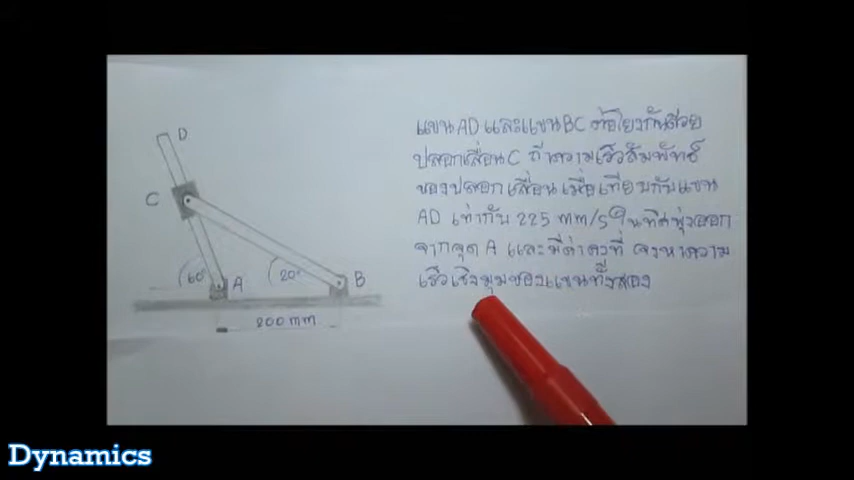 D
C
60°
A
20°
B
200 mm
แขน AD และแขน BC ต่อโยงกันด้วย
ปลอกเลื่อน C ถ้าความเร็วสัมพัทธ์
ของปลอกเลื่อน เมื่อเทียบกับแขน
AD เท่ากับ 225 mm/s ในทิศพุ่งออก
จากจุด A และมีค่าคงที่ จงหาความ
เร็วเชิงมุมของแขนทั้งสอง
Dynamics